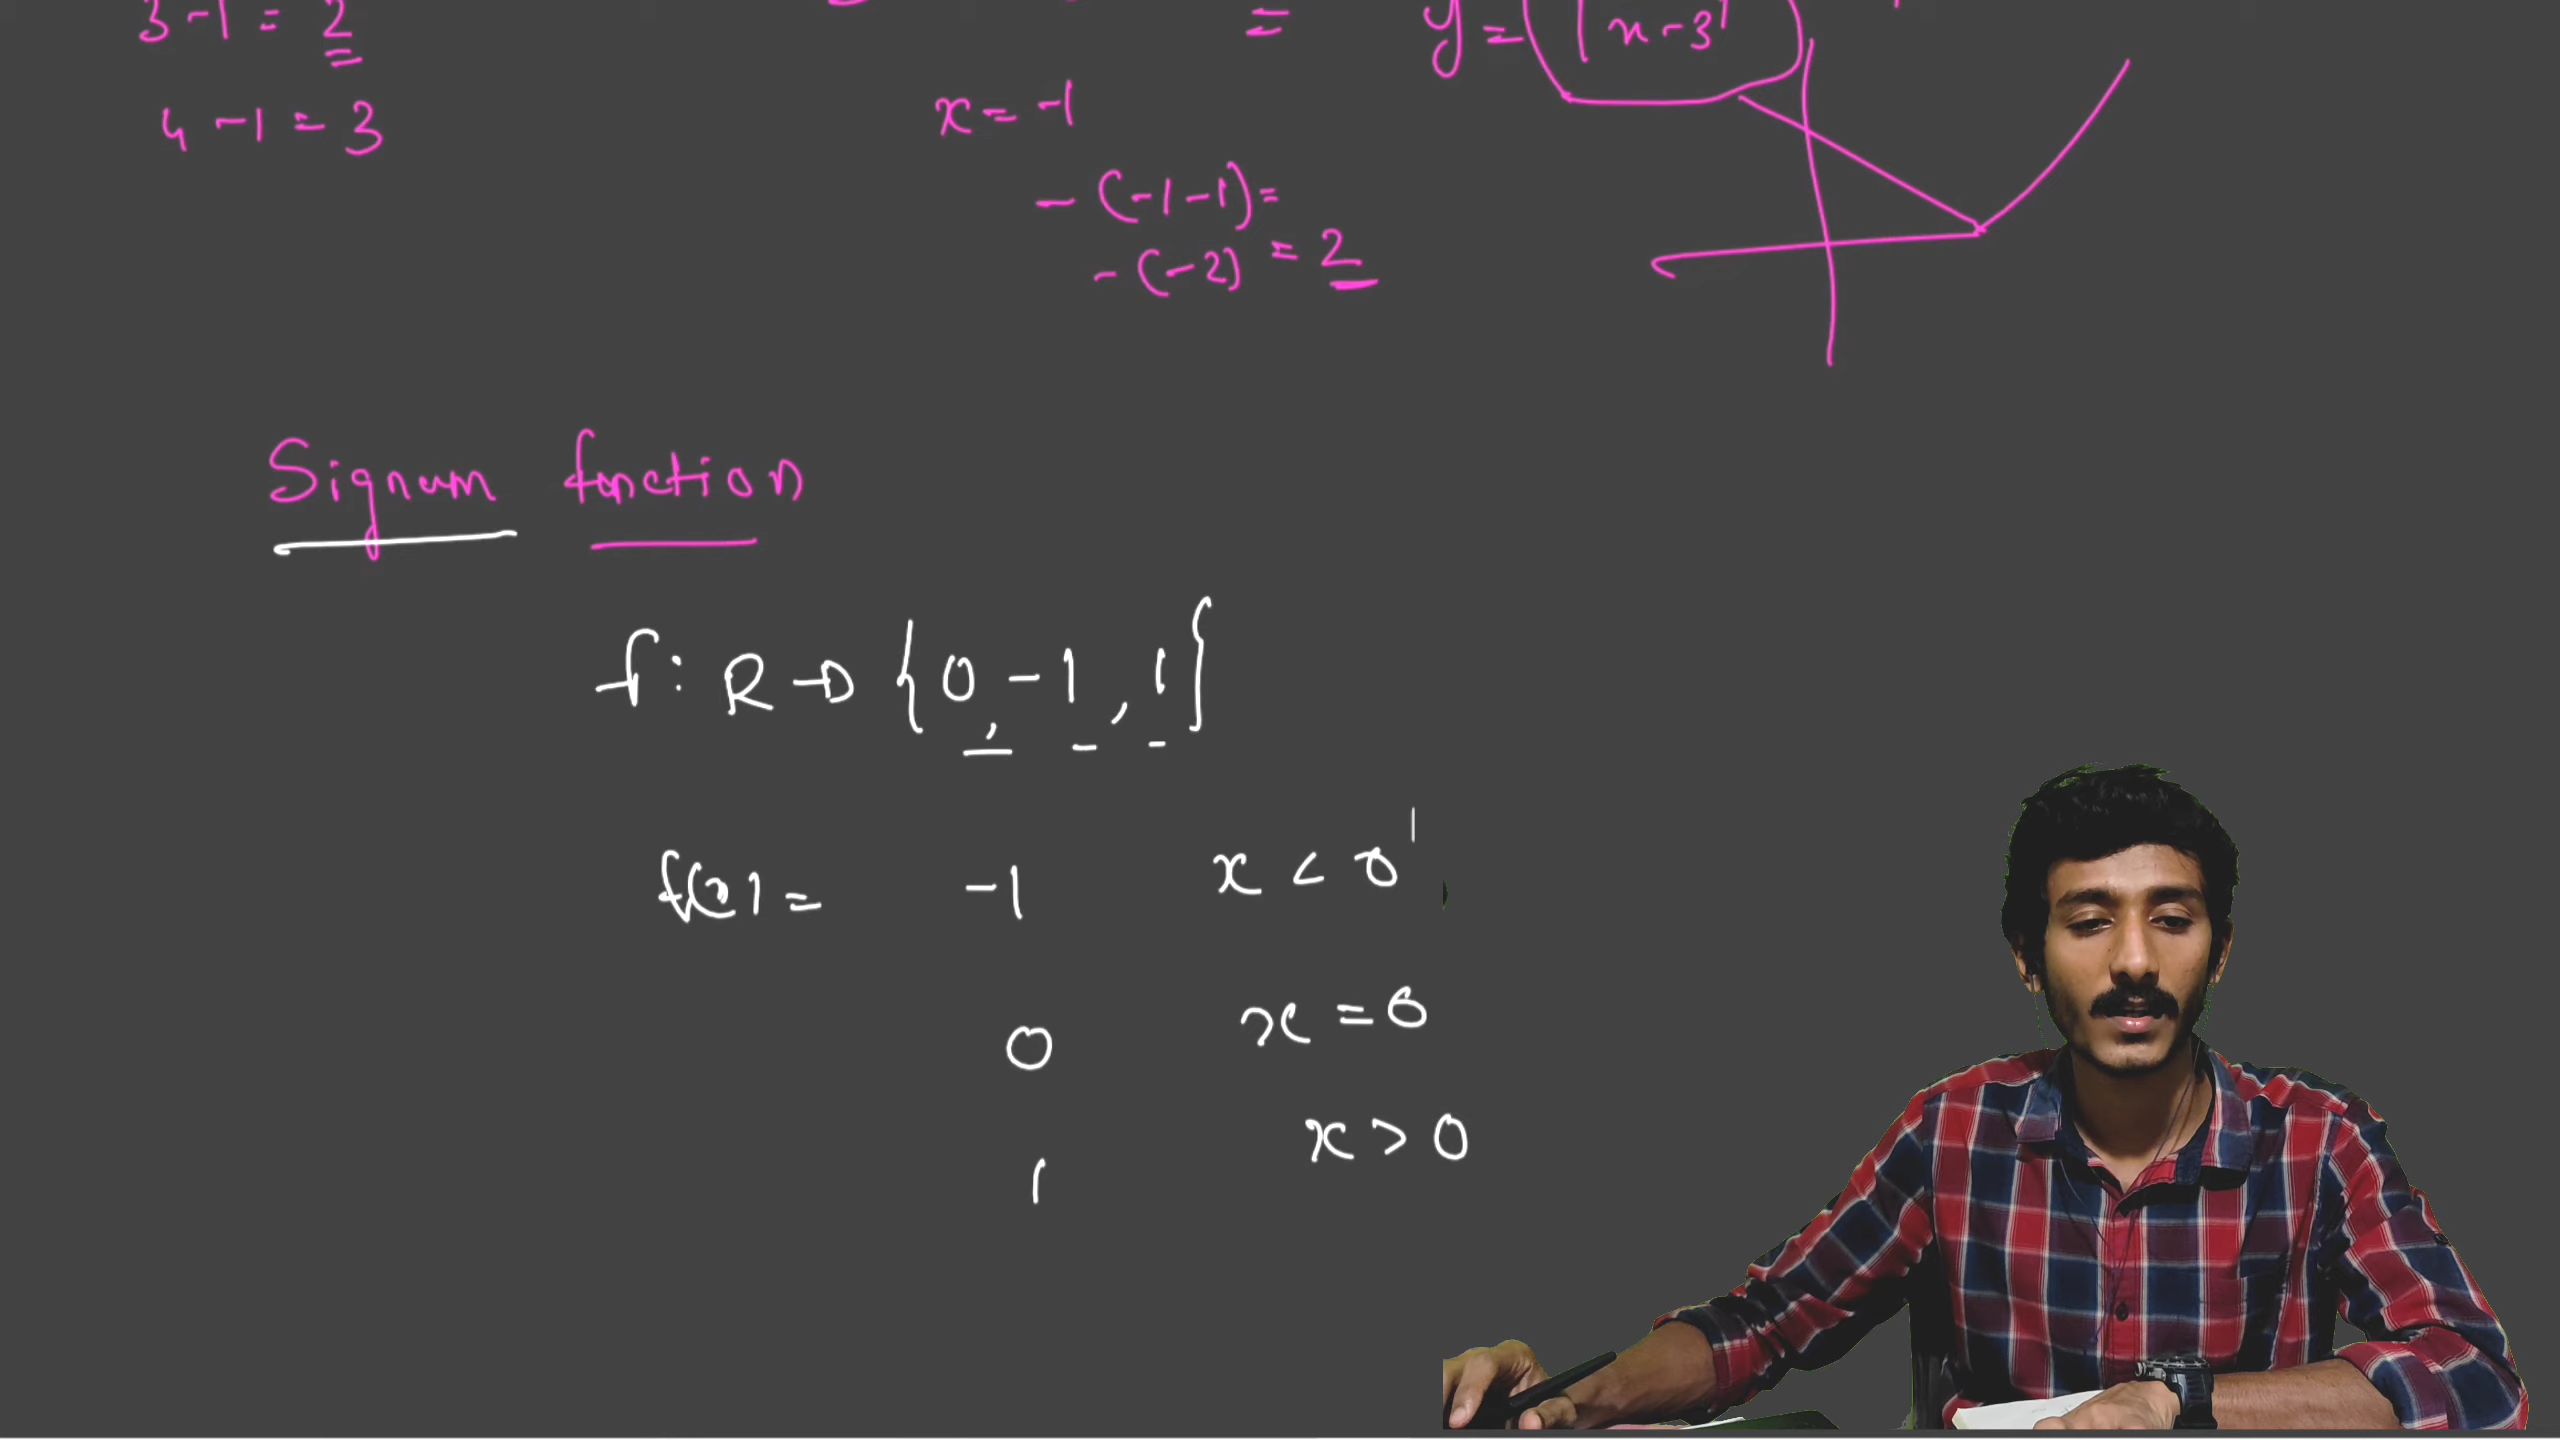 3-1 = 2
4-1 = 3
=
y = |x-3|
x = -1
-(-1-1) =
-(-2) = 2
Signum function
f: R → {0, -1, 1}
f(x) = -1 x < 0
0 x = 0
1 x > 0